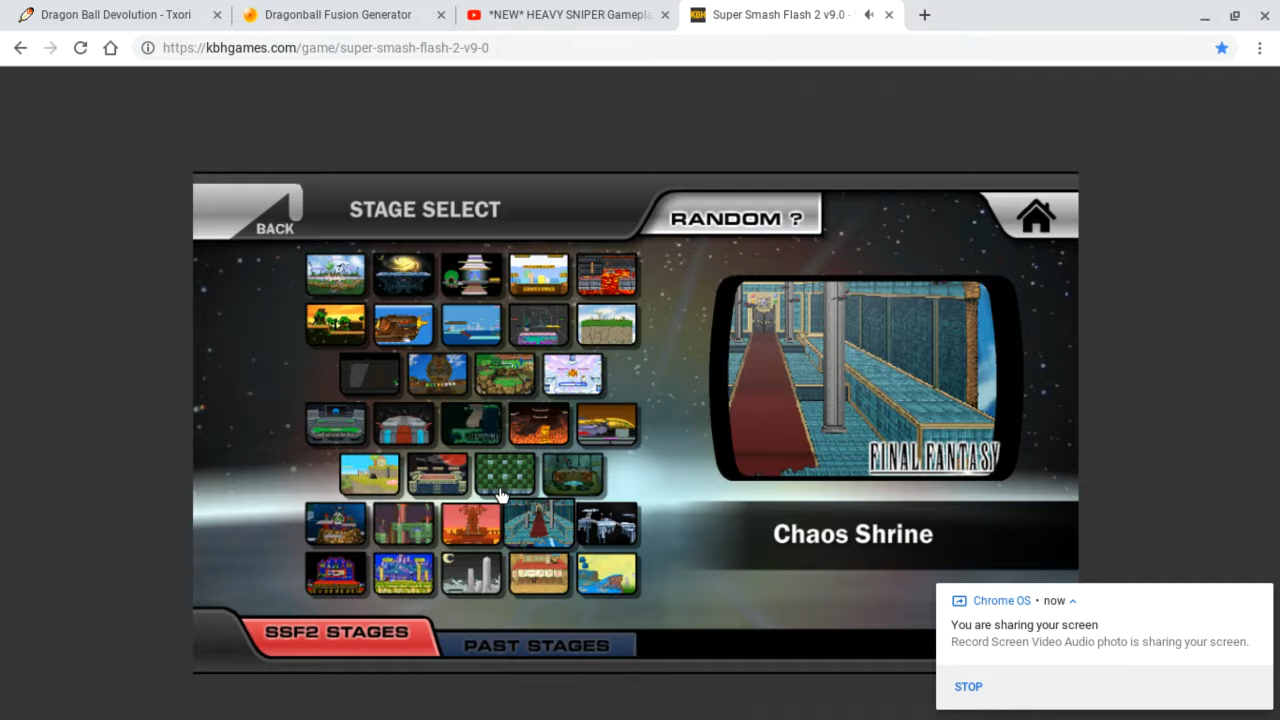 Dragon Ball Devolution - Txori
Dragonball Fusion Generator
*NEW* HEAVY SNIPER Gamepla
KBH
Super Smash Flash 2 v9.0 -
https://kbhgames.com/game/super-smash-flash-2-v9-0
BACK
STAGE SELECT
RANDOM ?
FINAL FANTASY
Chaos Shrine
SSF2 STAGES
PAST STAGES
Chrome OS • now
You are sharing your screen
Record Screen Video Audio photo is sharing your screen.
STOP